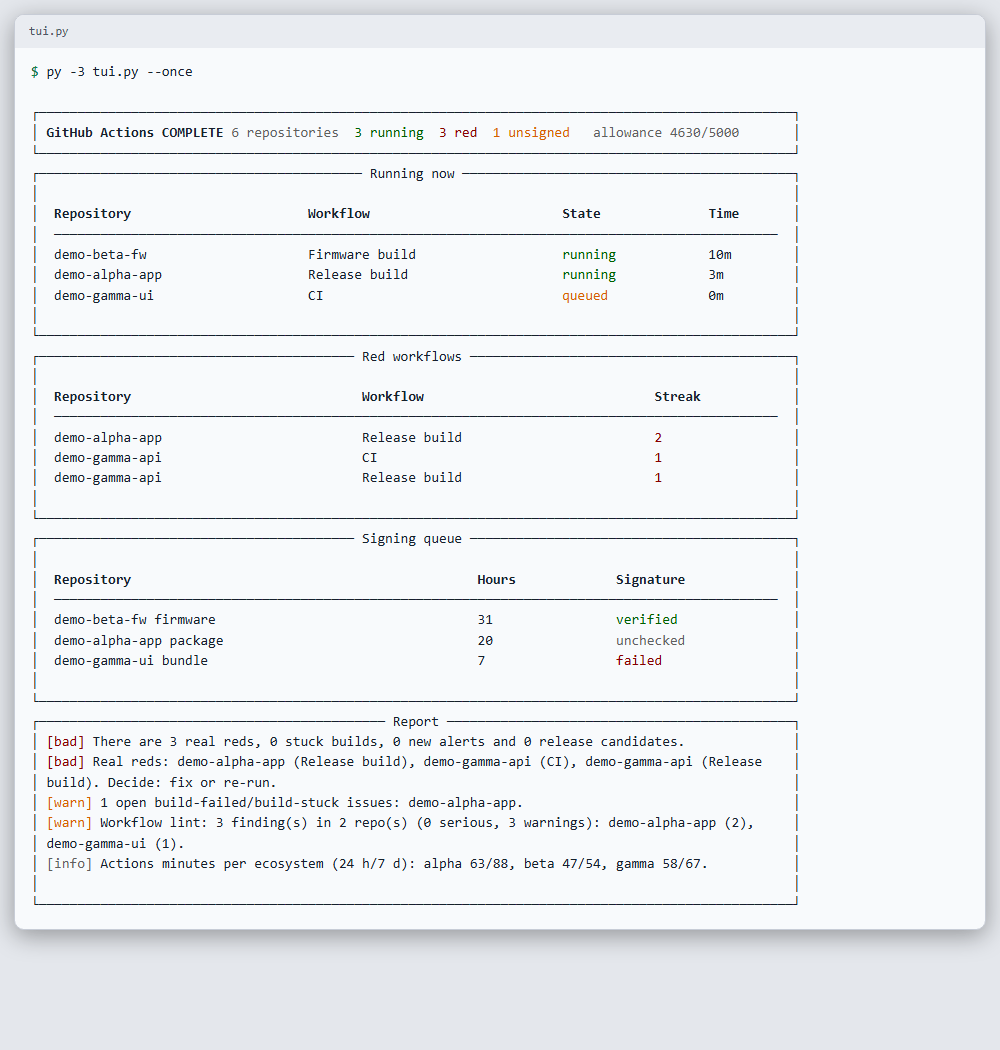 tui.py
$ py -3 tui.py --once
GitHub Actions COMPLETE 6 repositories  3 running  3 red  1 unsigned   allowance 4630/5000
Running now
Repository  Workflow  State  Time
demo-beta-fw  Firmware build  running  10m
demo-alpha-app  Release build  running  3m
demo-gamma-ui  CI  queued  0m
Red workflows
Repository  Workflow  Streak
demo-alpha-app  Release build  2
demo-gamma-api  CI  1
demo-gamma-api  Release build  1
Signing queue
Repository  Hours  Signature
demo-beta-fw firmware  31  verified
demo-alpha-app package  20  unchecked
demo-gamma-ui bundle  7  failed
Report
[bad] There are 3 real reds, 0 stuck builds, 0 new alerts and 0 release candidates.
[bad] Real reds: demo-alpha-app (Release build), demo-gamma-api (CI), demo-gamma-api (Release
build). Decide: fix or re-run.
[warn] 1 open build-failed/build-stuck issues: demo-alpha-app.
[warn] Workflow lint: 3 finding(s) in 2 repo(s) (0 serious, 3 warnings): demo-alpha-app (2),
demo-gamma-ui (1).
[info] Actions minutes per ecosystem (24 h/7 d): alpha 63/88, beta 47/54, gamma 58/67.